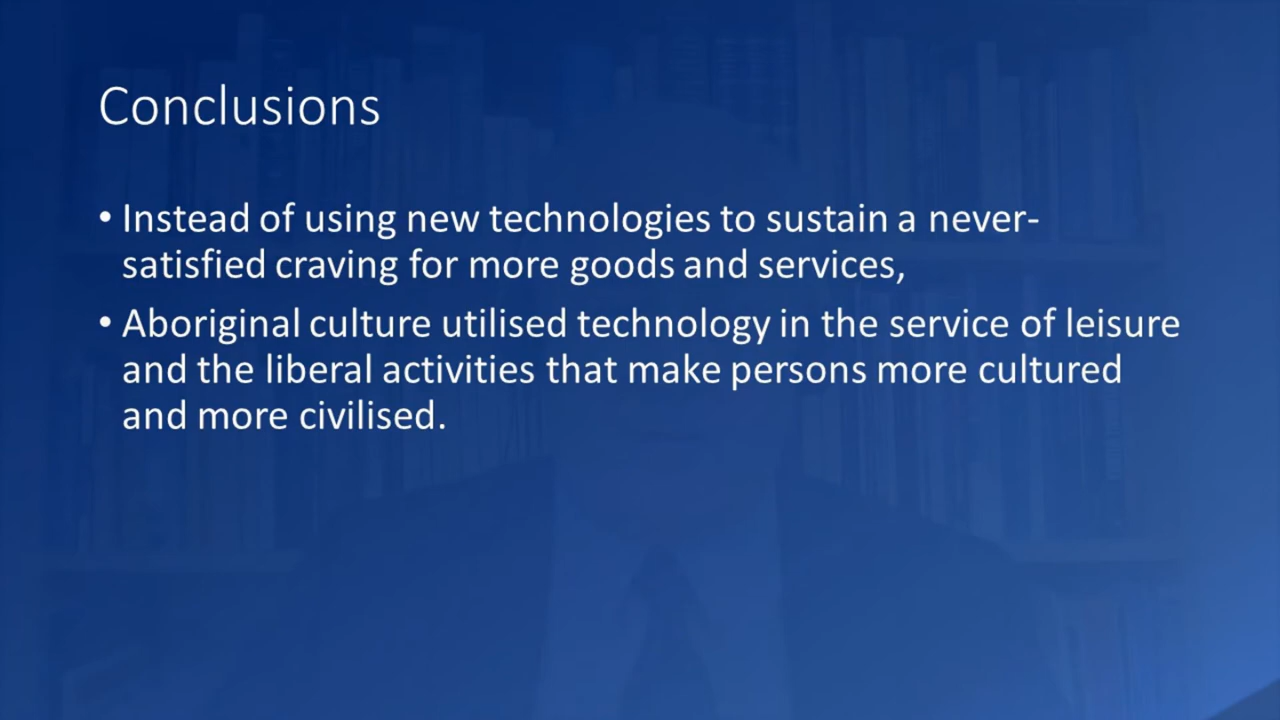 Conclusions
• Instead of using new technologies to sustain a never-
satisfied craving for more goods and services,
• Aboriginal culture utilised technology in the service of leisure
and the liberal activities that make persons more cultured
and more civilised.